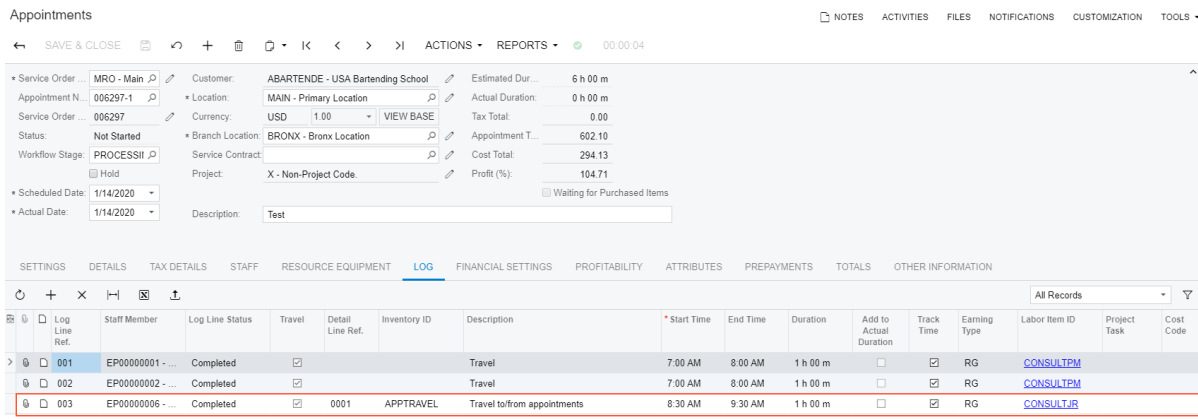 Appointments NOTES ACTIVITIES FILES NOTIFICATIONS CUSTOMIZATION TOOLS
SAVE & CLOSE ACTIONS REPORTS 00:00:04
* Service Order ... MRO - Main Customer: ABARTENDE - USA Bartending School Estimated Dur... 6 h 00 m
Appointment N... 006297-1 * Location: MAIN - Primary Location Actual Duration: 0 h 00 m
Service Order ... 006297 Currency: USD 1.00 VIEW BASE Tax Total: 0.00
Status: Not Started * Branch Location: BRONX - Bronx Location Appointment T... 602.10
Workflow Stage: PROCESSII Service Contract: Cost Total: 294.13
Hold Project: X - Non-Project Code. Profit (%): 104.71
* Scheduled Date: 1/14/2020 Waiting for Purchased Items
* Actual Date: 1/14/2020 Description: Test
SETTINGS DETAILS TAX DETAILS STAFF RESOURCE EQUIPMENT LOG FINANCIAL SETTINGS PROFITABILITY ATTRIBUTES PREPAYMENTS TOTALS OTHER INFORMATION
All Records
Log Line Ref. Staff Member Log Line Status Travel Detail Line Ref. Inventory ID Description * Start Time End Time Duration Add to Actual Duration Track Time Earning Type Labor Item ID Project Task Cost Code
001 EP00000001 - ... Completed Travel 7:00 AM 8:00 AM 1 h 00 m RG CONSULTPM
002 EP00000002 - ... Completed Travel 7:00 AM 8:00 AM 1 h 00 m RG CONSULTPM
003 EP00000006 - ... Completed 0001 APPTRAVEL Travel to/from appointments 8:30 AM 9:30 AM 1 h 00 m RG CONSULTJR